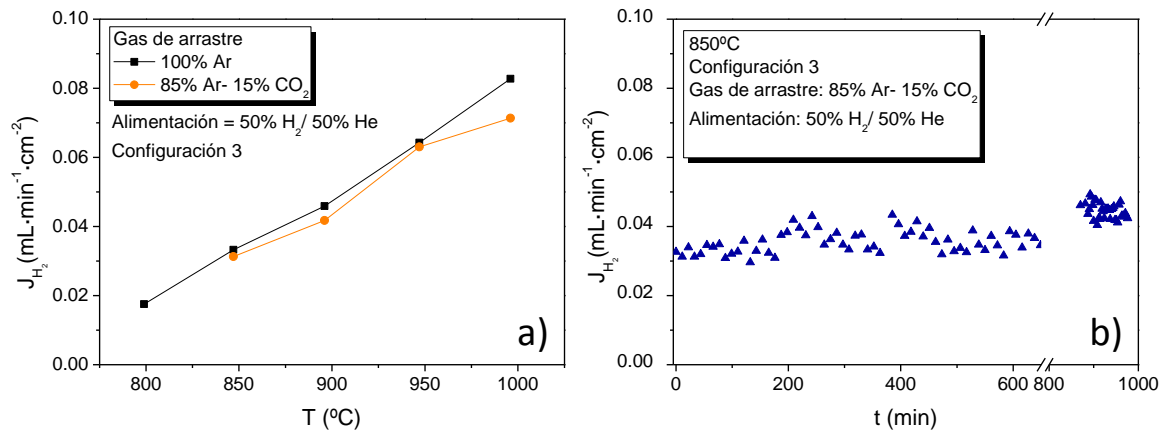 0.10
0.08
0.06
0.04
0.02
0.00
J_H₂ (mL·min⁻¹·cm⁻²)
Gas de arrastre
100% Ar
85% Ar- 15% CO₂
Alimentación = 50% H₂/ 50% He
Configuración 3
a)
800 850 900 950 1000
T (ºC)
0.10
0.08
0.06
0.04
0.02
0.00
J_H₂ (mL·min⁻¹·cm⁻²)
850ºC
Configuración 3
Gas de arrastre: 85% Ar- 15% CO₂
Alimentación: 50% H₂/ 50% He
b)
0 200 400 600 800 1000
t (min)